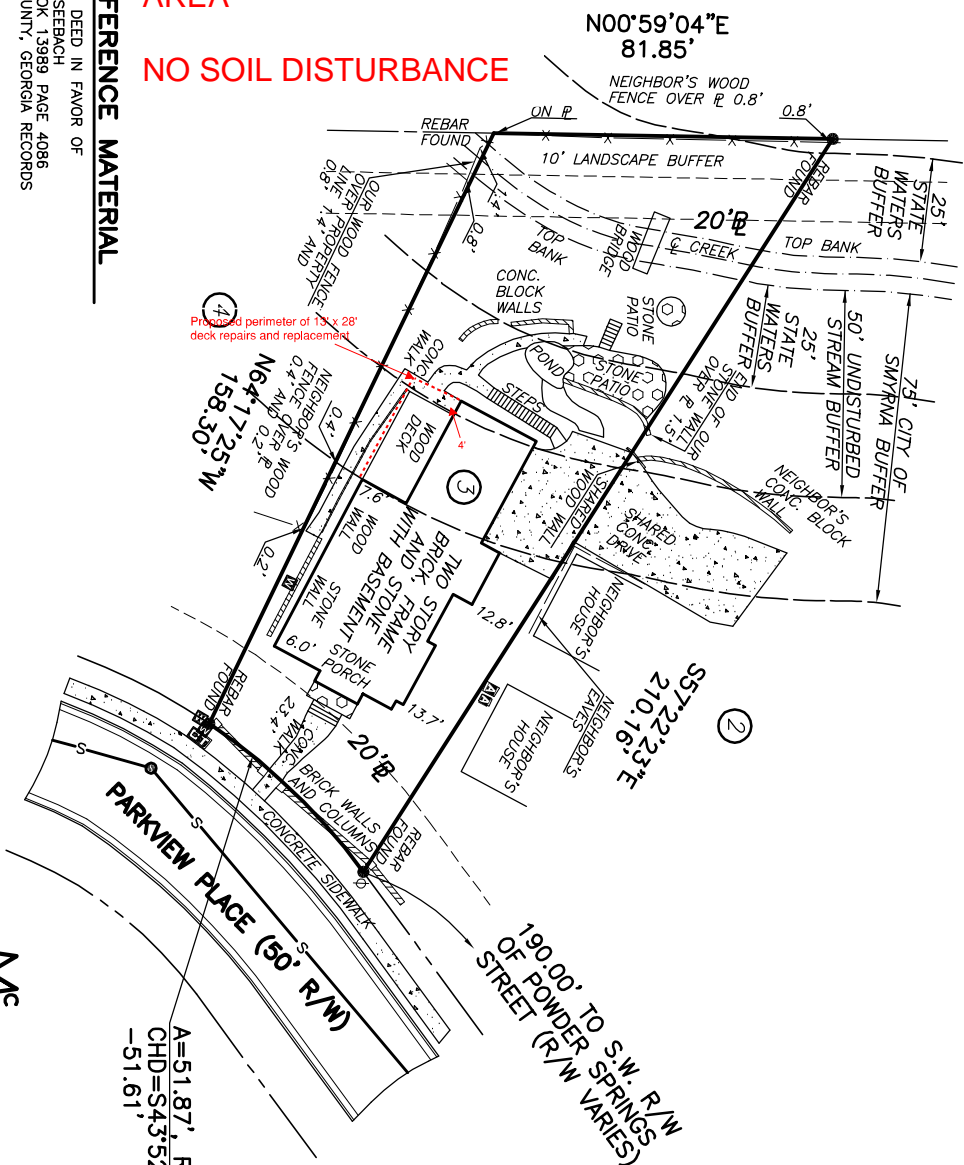 AREA
NO SOIL DISTURBANCE
FERENCE MATERIAL
DEED IN FAVOR OF
SEEBACH
OK 13989 PAGE 4086
UNTY, GEORGIA RECORDS
N00°59'04"E
81.85'
NEIGHBOR'S WOOD
FENCE OVER PL 0.8'
ON PL
0.8'
REBAR
FOUND
10' LANDSCAPE BUFFER
REBAR
FOUND
25'
STATE
WATERS
BUFFER
20' BL
TOP BANK
CL CREEK
WOOD
BRIDGE
TOP
BANK
1.4'
0.8'
OUR WOOD FENCE
OVER PROPERTY
LINE 1.4' AND
0.8'
CONC.
BLOCK
WALLS
STONE
PATIO
25'
STATE
WATERS
BUFFER
50' UNDISTURBED
STREAM BUFFER
75' CITY OF
SMYRNA BUFFER
4
Proposed perimeter of 13' x 28'
deck repairs and replacement
CONC.
WALK
POND
STONE
PATIO
STEPS
END OF OUR
STONE WALL
OVER PL 1.5'
N64°17'25"W
158.30'
NEIGHBOR'S WOOD
FENCE OVER PL
0.4' AND 0.2'
0.4'
0.2'
WOOD
DECK
4'
3
SHARED
WOOD WALL
SHARED
CONC.
DRIVE
NEIGHBOR'S
CONC. BLOCK
WALL
7.6'
WOOD
WALL
STONE
WALL
TWO STORY
BRICK, FRAME
AND STONE
WITH BASEMENT
12.8'
NEIGHBOR'S
HOUSE
W
6.0'
STONE
PORCH
13.7'
A A
NEIGHBOR'S
HOUSE
NEIGHBOR'S
EAVES
S57°22'23"E
210.16'
2
REBAR
FOUND
23.4'
CONC.
WALK
20' BL
BRICK WALLS
AND COLUMNS
REBAR
FOUND
CONCRETE SIDEWALK
S
S
S
S
PARKVIEW PLACE (50' R/W)
190.00' TO S.W. R/W
OF POWDER SPRINGS
STREET (R/W VARIES)
A=51.87', R
CHD=S43°52
-51.61'
Mc